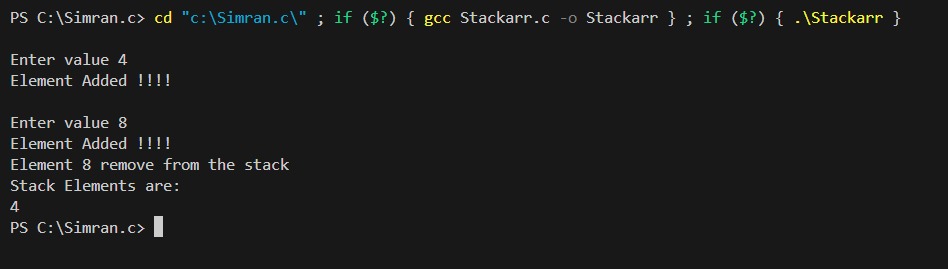 PS C:\Simran.c> cd "c:\Simran.c\" ; if ($?) { gcc Stackarr.c -o Stackarr } ; if ($?) { .\Stackarr }
Enter value 4
Element Added !!!!
Enter value 8
Element Added !!!!
Element 8 remove from the stack
Stack Elements are:
4
PS C:\Simran.c>